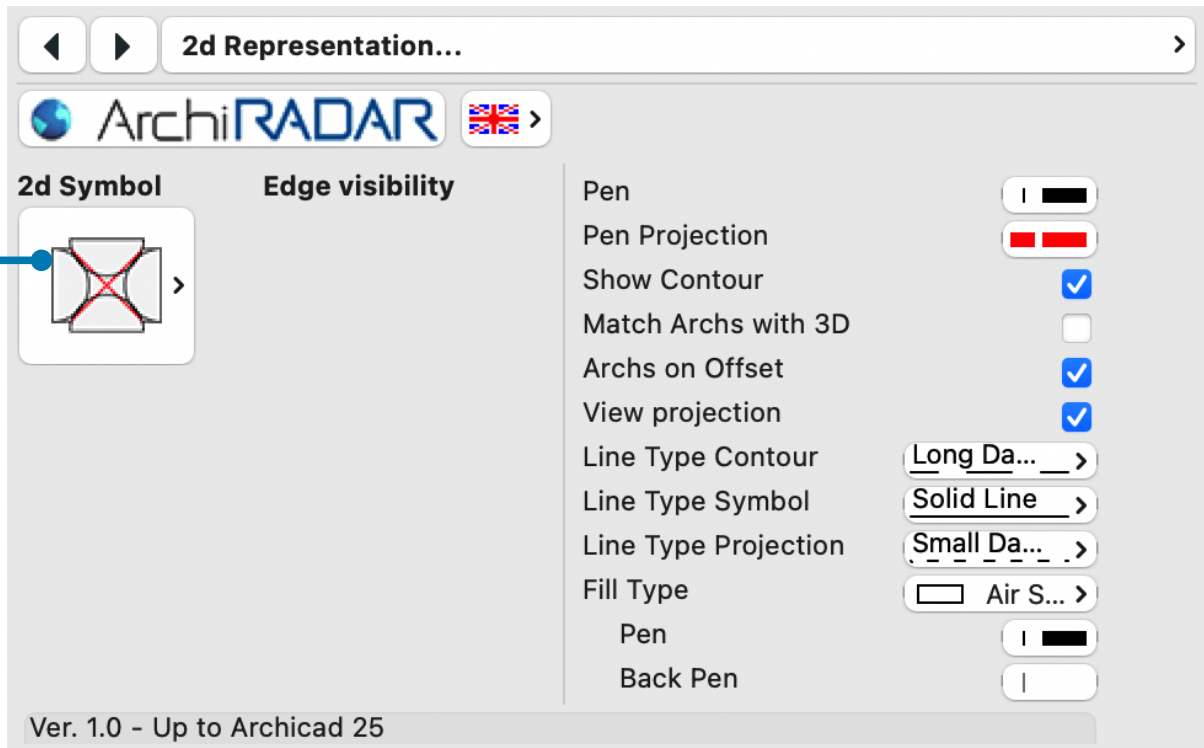 2d Representation...
ArchiRADAR
2d Symbol
Edge visibility
Pen
Pen Projection
Show Contour
Match Archs with 3D
Archs on Offset
View projection
Line Type Contour Long Da...
Line Type Symbol Solid Line
Line Type Projection Small Da...
Fill Type Air S...
Pen
Back Pen
Ver. 1.0 - Up to Archicad 25